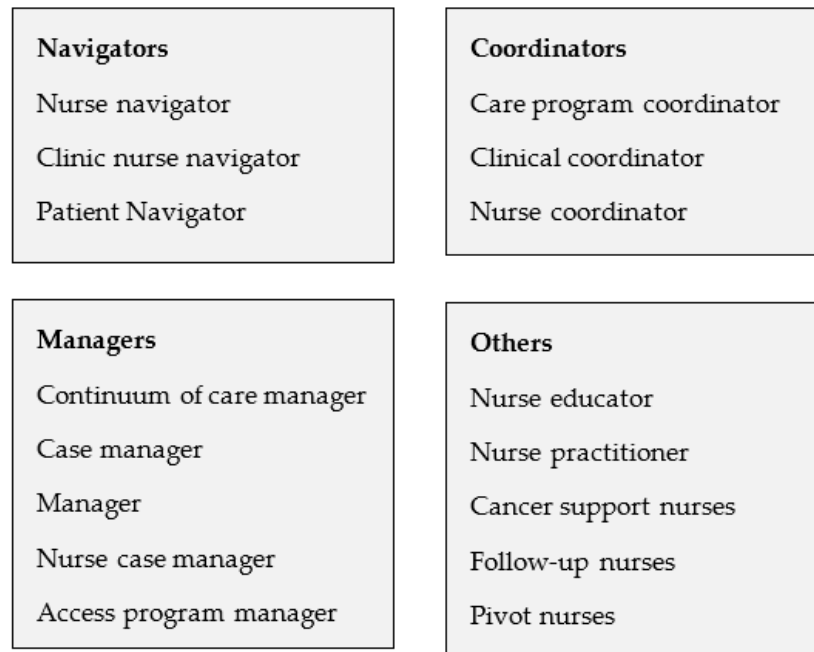 Navigators
Nurse navigator
Clinic nurse navigator
Patient Navigator
Coordinators
Care program coordinator
Clinical coordinator
Nurse coordinator
Managers
Continuum of care manager
Case manager
Manager
Nurse case manager
Access program manager
Others
Nurse educator
Nurse practitioner
Cancer support nurses
Follow-up nurses
Pivot nurses